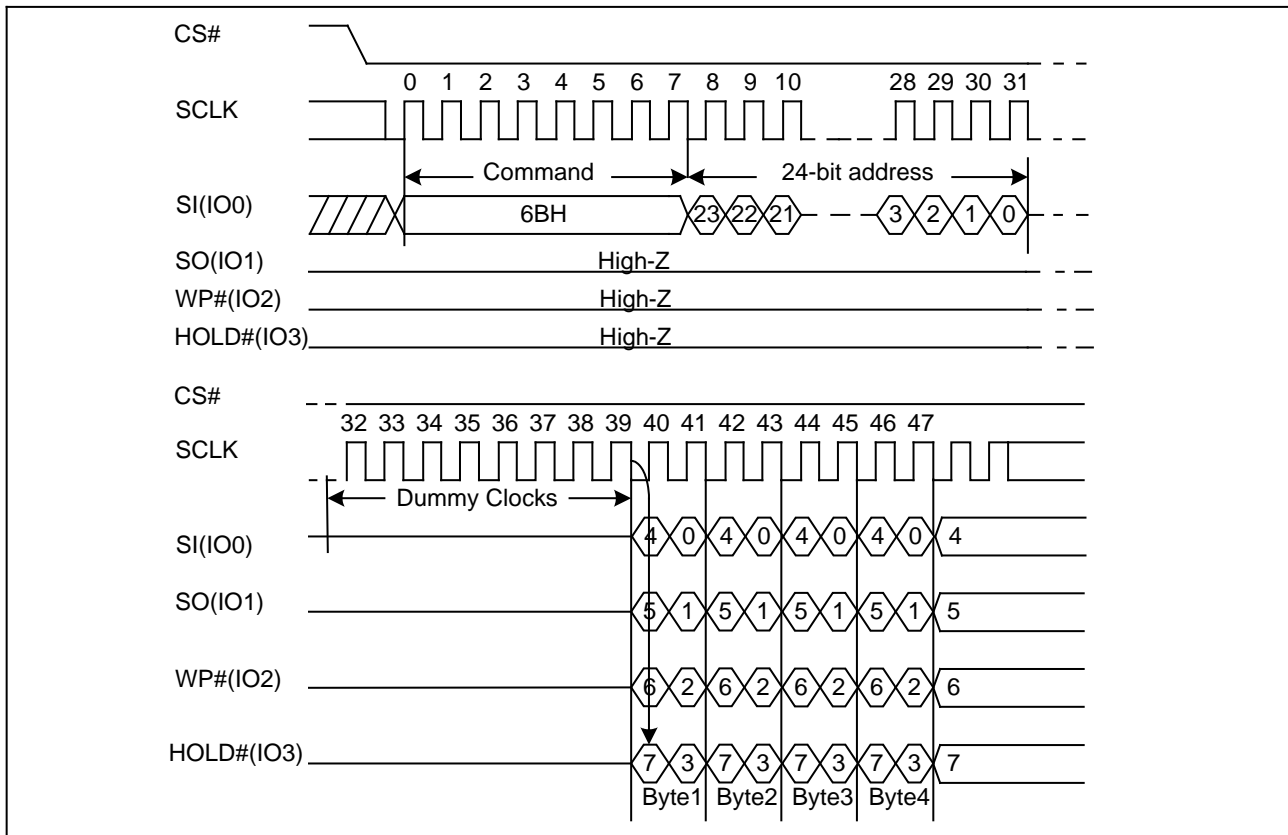 CS#
0 1 2 3 4 5 6 7 8 9 10 28 29 30 31
SCLK
Command 24-bit address
SI(IO0) 6BH 23 22 21 3 2 1 0
SO(IO1) High-Z
WP#(IO2) High-Z
HOLD#(IO3) High-Z
CS#
32 33 34 35 36 37 38 39 40 41 42 43 44 45 46 47
SCLK
Dummy Clocks
SI(IO0) 4 0 4 0 4 0 4 0 4
SO(IO1) 5 1 5 1 5 1 5 1 5
WP#(IO2) 6 2 6 2 6 2 6 2 6
HOLD#(IO3) 7 3 7 3 7 3 7 3 7
Byte1 Byte2 Byte3 Byte4